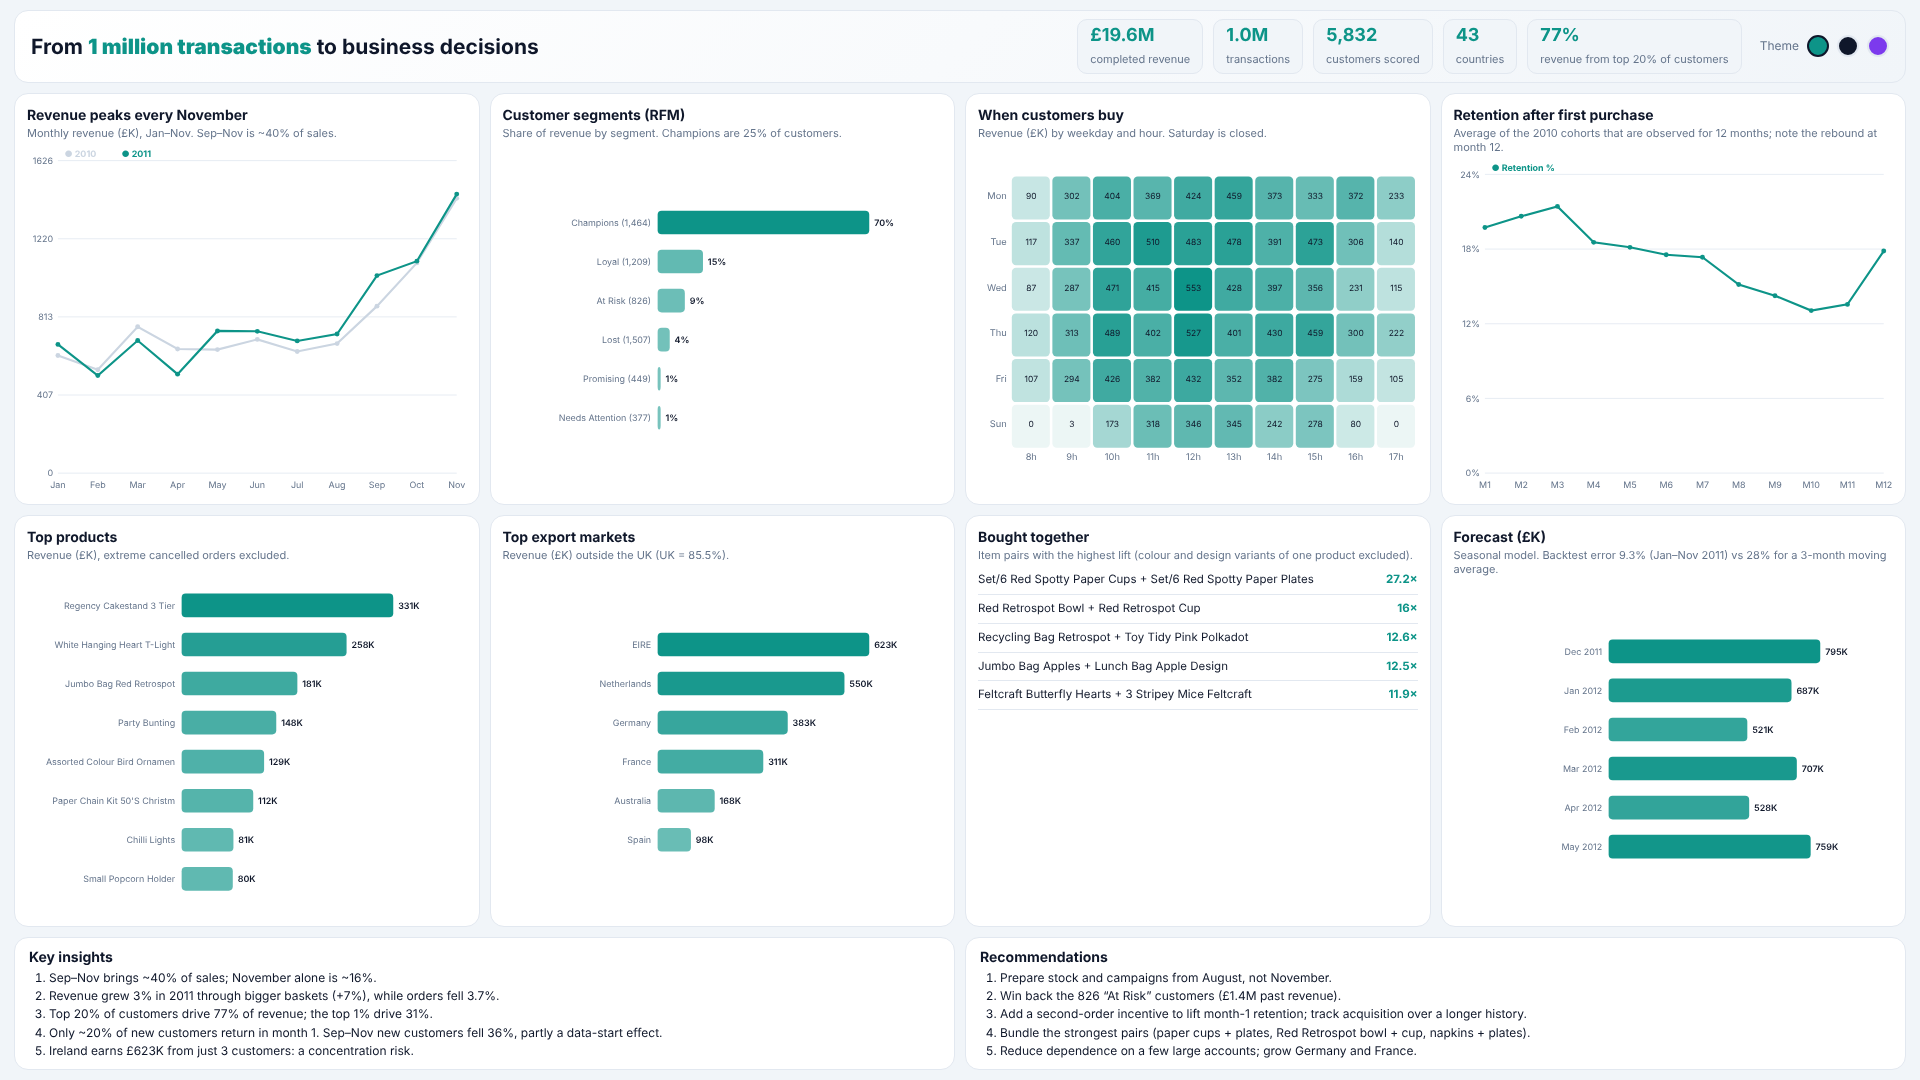 From 1 million transactions to business decisions
£19.6M
completed revenue
1.0M
transactions
5,832
customers scored
43
countries
77%
revenue from top 20% of customers
Theme
Revenue peaks every November
Monthly revenue (£K), Jan–Nov. Sep–Nov is ~40% of sales.
2010 2011
1626
1220
813
407
0
Jan Feb Mar Apr May Jun Jul Aug Sep Oct Nov
Customer segments (RFM)
Share of revenue by segment. Champions are 25% of customers.
Champions (1,464) 70%
Loyal (1,209) 15%
At Risk (826) 9%
Lost (1,507) 4%
Promising (449) 1%
Needs Attention (377) 1%
When customers buy
Revenue (£K) by weekday and hour. Saturday is closed.
Mon 90 302 404 369 424 459 373 333 372 233
Tue 117 337 460 510 483 478 391 473 306 140
Wed 87 287 471 415 553 428 397 356 231 115
Thu 120 313 489 402 527 401 430 459 300 222
Fri 107 294 426 382 432 352 382 275 159 105
Sun 0 3 173 318 346 345 242 278 80 0
8h 9h 10h 11h 12h 13h 14h 15h 16h 17h
Retention after first purchase
Average of the 2010 cohorts that are observed for 12 months; note the rebound at
month 12.
Retention %
24%
18%
12%
6%
0%
M1 M2 M3 M4 M5 M6 M7 M8 M9 M10 M11 M12
Top products
Revenue (£K), extreme cancelled orders excluded.
Regency Cakestand 3 Tier 331K
White Hanging Heart T-Light 258K
Jumbo Bag Red Retrospot 181K
Party Bunting 148K
Assorted Colour Bird Ornamen 129K
Paper Chain Kit 50'S Christm 112K
Chilli Lights 81K
Small Popcorn Holder 80K
Top export markets
Revenue (£K) outside the UK (UK = 85.5%).
EIRE 623K
Netherlands 550K
Germany 383K
France 311K
Australia 168K
Spain 98K
Bought together
Item pairs with the highest lift (colour and design variants of one product excluded).
Set/6 Red Spotty Paper Cups + Set/6 Red Spotty Paper Plates 27.2×
Red Retrospot Bowl + Red Retrospot Cup 16×
Recycling Bag Retrospot + Toy Tidy Pink Polkadot 12.6×
Jumbo Bag Apples + Lunch Bag Apple Design 12.5×
Feltcraft Butterfly Hearts + 3 Stripey Mice Feltcraft 11.9×
Forecast (£K)
Seasonal model. Backtest error 9.3% (Jan–Nov 2011) vs 28% for a 3-month moving
average.
Dec 2011 795K
Jan 2012 687K
Feb 2012 521K
Mar 2012 707K
Apr 2012 528K
May 2012 759K
Key insights
1. Sep–Nov brings ~40% of sales; November alone is ~16%.
2. Revenue grew 3% in 2011 through bigger baskets (+7%), while orders fell 3.7%.
3. Top 20% of customers drive 77% of revenue; the top 1% drive 31%.
4. Only ~20% of new customers return in month 1. Sep–Nov new customers fell 36%, partly a data-start effect.
5. Ireland earns £623K from just 3 customers: a concentration risk.
Recommendations
1. Prepare stock and campaigns from August, not November.
2. Win back the 826 “At Risk” customers (£1.4M past revenue).
3. Add a second-order incentive to lift month-1 retention; track acquisition over a longer history.
4. Bundle the strongest pairs (paper cups + plates, Red Retrospot bowl + cup, napkins + plates).
5. Reduce dependence on a few large accounts; grow Germany and France.